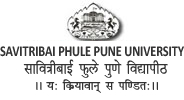 SAVITRIBAI PHULE PUNE UNIVERSITY
सावित्रीबाई फुले पुणे विद्यापीठ
।। यः क्रियावान् स पण्डितः ।।